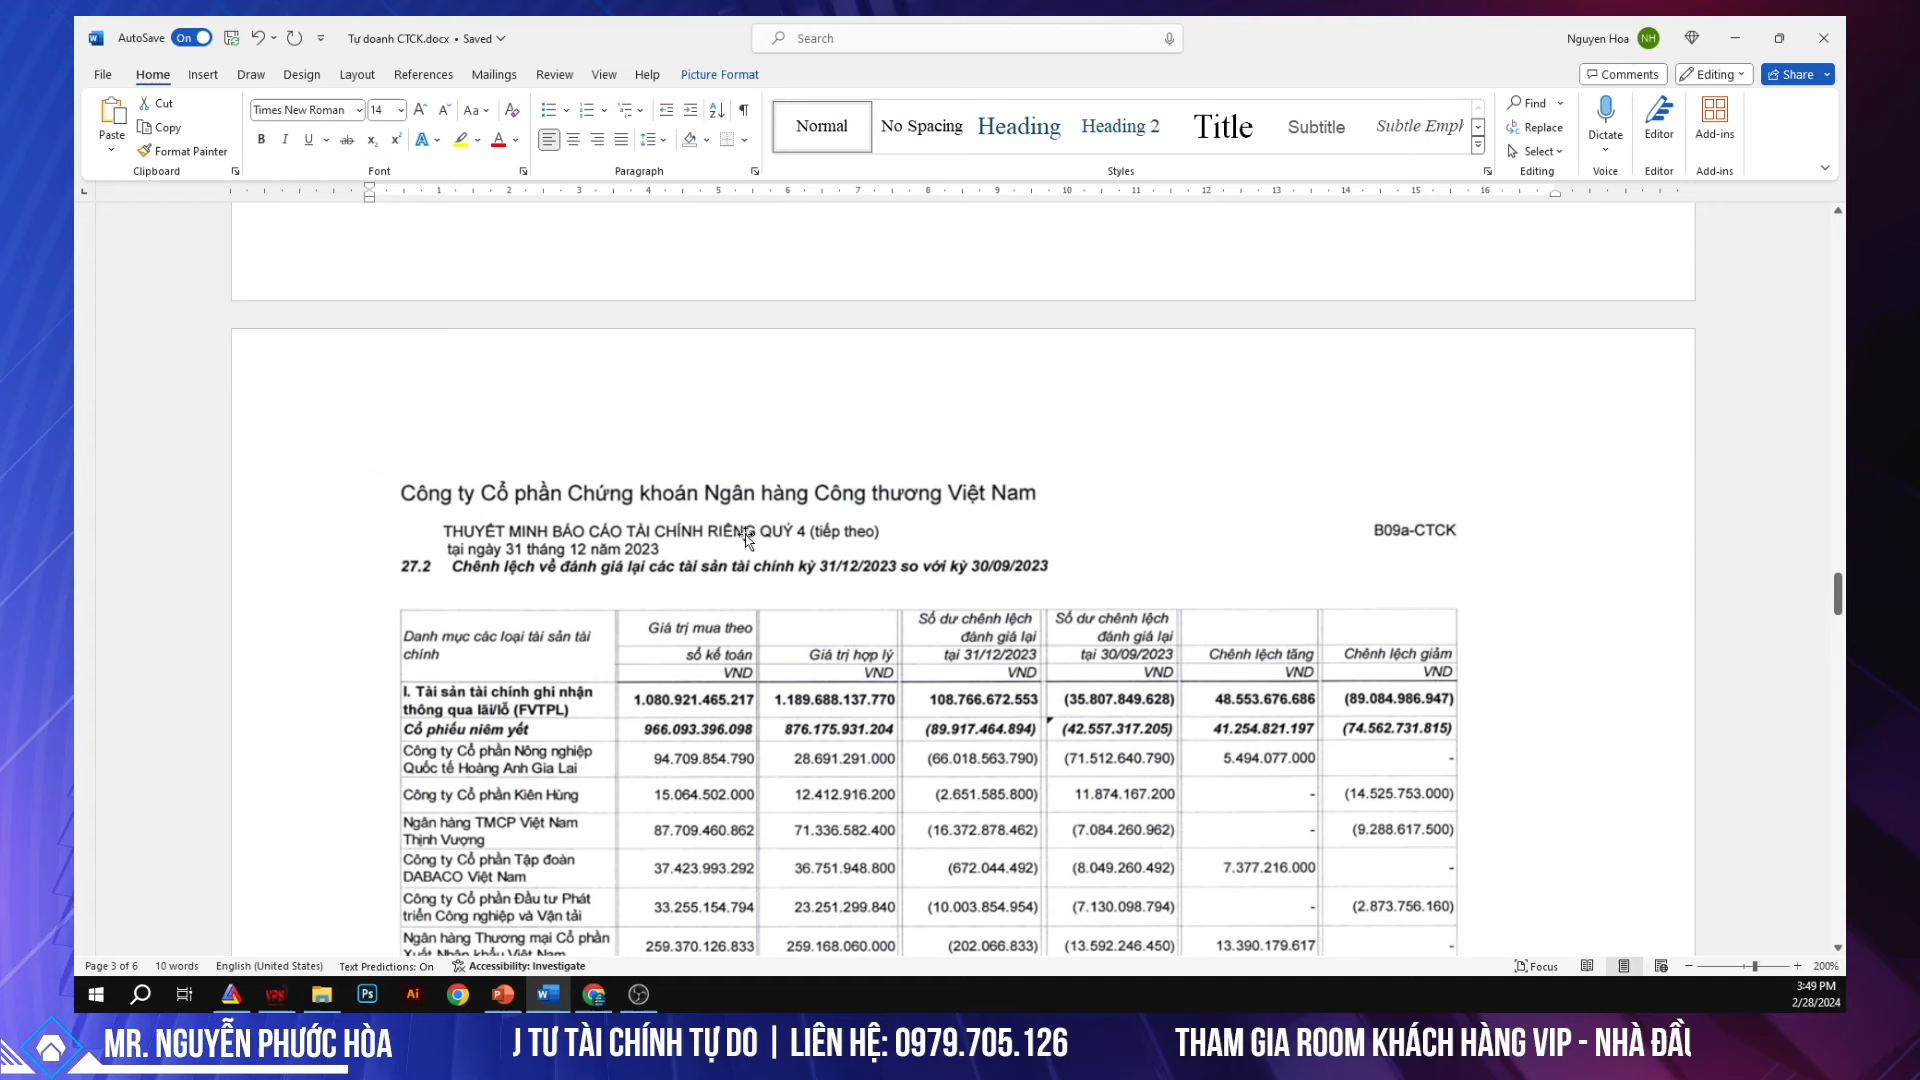 AutoSave On Tự doanh CTCK.docx • Saved Search Nguyen Hoa NH
File Home Insert Draw Design Layout References Mailings Review View Help Picture Format Comments Editing Share
Paste Cut Copy Format Painter
Times New Roman 14
Normal No Spacing Heading Heading 2 Title Subtitle Subtle Emph
Find Replace Select Dictate Editor Add-ins
Clipboard Font Paragraph Styles Editing Voice Editor Add-ins
1 2 3 4 5 6 7 8 9 10 11 12 13 14 15 16
Công ty Cổ phần Chứng khoán Ngân hàng Công thương Việt Nam
THUYẾT MINH BÁO CÁO TÀI CHÍNH RIÊNG QUÝ 4 (tiếp theo) B09a-CTCK
tại ngày 31 tháng 12 năm 2023
27.2 Chênh lệch về đánh giá lại các tài sản tài chính kỳ 31/12/2023 so với kỳ 30/09/2023
Danh mục các loại tài sản tài chính
Giá trị mua theo sổ kế toán VND
Giá trị hợp lý VND
Số dư chênh lệch đánh giá lại tại 31/12/2023 VND
Số dư chênh lệch đánh giá lại tại 30/09/2023 VND
Chênh lệch tăng VND
Chênh lệch giảm VND
I. Tài sản tài chính ghi nhận thông qua lãi/lỗ (FVTPL) 1.080.921.465.217 1.189.688.137.770 108.766.672.553 (35.807.849.628) 48.553.676.686 (89.084.986.947)
Cổ phiếu niêm yết 966.093.396.098 876.175.931.204 (89.917.464.894) (42.557.317.205) 41.254.821.197 (74.562.731.815)
Công ty Cổ phần Nông nghiệp Quốc tế Hoàng Anh Gia Lai 94.709.854.790 28.691.291.000 (66.018.563.790) (71.512.640.790) 5.494.077.000 -
Công ty Cổ phần Kiên Hùng 15.064.502.000 12.412.916.200 (2.651.585.800) 11.874.167.200 - (14.525.753.000)
Ngân hàng TMCP Việt Nam Thịnh Vượng 87.709.460.862 71.336.582.400 (16.372.878.462) (7.084.260.962) - (9.288.617.500)
Công ty Cổ phần Tập đoàn DABACO Việt Nam 37.423.993.292 36.751.948.800 (672.044.492) (8.049.260.492) 7.377.216.000 -
Công ty Cổ phần Đầu tư Phát triển Công nghiệp và Vận tải 33.255.154.794 23.251.299.840 (10.003.854.954) (7.130.098.794) - (2.873.756.160)
Ngân hàng Thương mại Cổ phần Xuất Nhập khẩu Việt Nam 259.370.126.833 259.168.060.000 (202.066.833) (13.592.246.450) 13.390.179.617 -
Page 3 of 6 10 words English (United States) Text Predictions: On Accessibility: Investigate Focus 200%
3:49 PM
2/28/2024
MR. NGUYỄN PHƯỚC HÒA J TƯ TÀI CHÍNH TỰ DO | LIÊN HỆ: 0979.705.126 THAM GIA ROOM KHÁCH HÀNG VIP - NHÀ ĐẦU